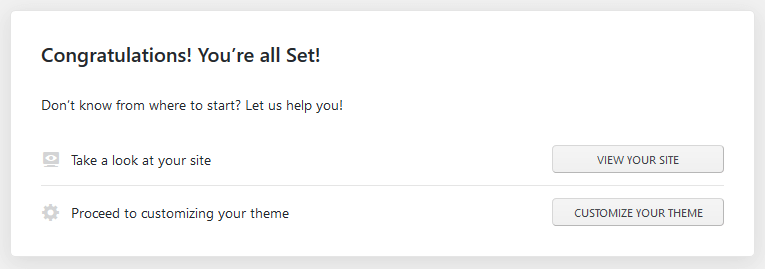 Congratulations! You’re all Set!
Don’t know from where to start? Let us help you!
Take a look at your site
VIEW YOUR SITE
Proceed to customizing your theme
CUSTOMIZE YOUR THEME